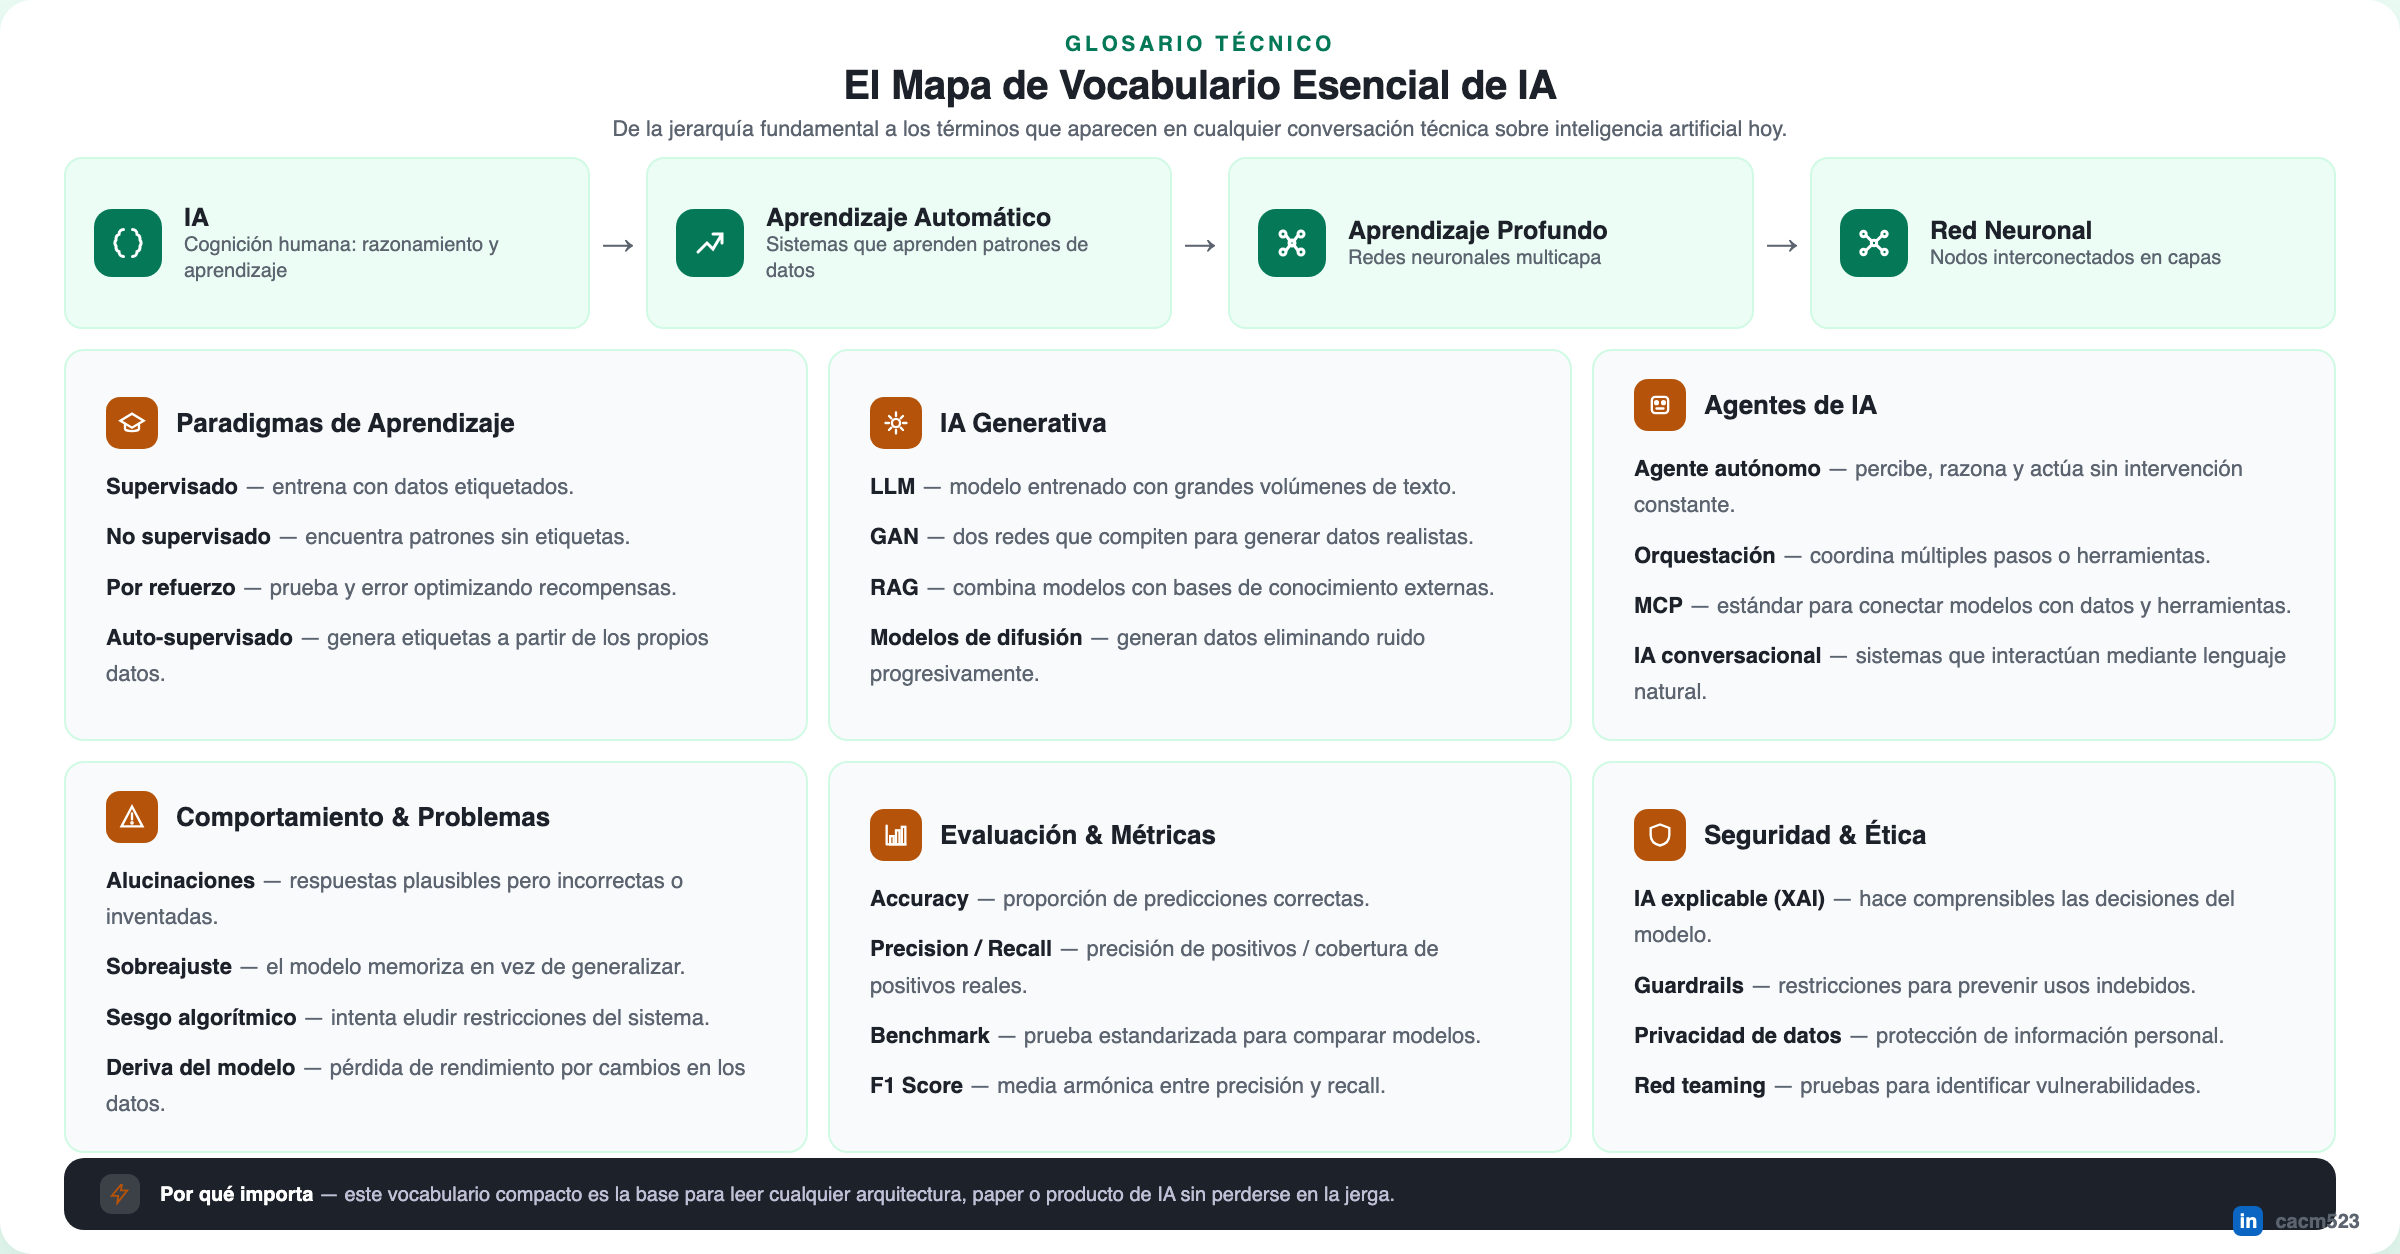 GLOSARIO TÉCNICO
El Mapa de Vocabulario Esencial de IA
De la jerarquía fundamental a los términos que aparecen en cualquier conversación técnica sobre inteligencia artificial hoy.
IA
Cognición humana: razonamiento y
aprendizaje
→
Aprendizaje Automático
Sistemas que aprenden patrones de
datos
→
Aprendizaje Profundo
Redes neuronales multicapa
→
Red Neuronal
Nodos interconectados en capas
Paradigmas de Aprendizaje
Supervisado — entrena con datos etiquetados.
No supervisado — encuentra patrones sin etiquetas.
Por refuerzo — prueba y error optimizando recompensas.
Auto-supervisado — genera etiquetas a partir de los propios
datos.
IA Generativa
LLM — modelo entrenado con grandes volúmenes de texto.
GAN — dos redes que compiten para generar datos realistas.
RAG — combina modelos con bases de conocimiento externas.
Modelos de difusión — generan datos eliminando ruido
progresivamente.
Agentes de IA
Agente autónomo — percibe, razona y actúa sin intervención
constante.
Orquestación — coordina múltiples pasos o herramientas.
MCP — estándar para conectar modelos con datos y herramientas.
IA conversacional — sistemas que interactúan mediante lenguaje
natural.
Comportamiento & Problemas
Alucinaciones — respuestas plausibles pero incorrectas o
inventadas.
Sobreajuste — el modelo memoriza en vez de generalizar.
Sesgo algorítmico — intenta eludir restricciones del sistema.
Deriva del modelo — pérdida de rendimiento por cambios en los
datos.
Evaluación & Métricas
Accuracy — proporción de predicciones correctas.
Precision / Recall — precisión de positivos / cobertura de
positivos reales.
Benchmark — prueba estandarizada para comparar modelos.
F1 Score — media armónica entre precisión y recall.
Seguridad & Ética
IA explicable (XAI) — hace comprensibles las decisiones del
modelo.
Guardrails — restricciones para prevenir usos indebidos.
Privacidad de datos — protección de información personal.
Red teaming — pruebas para identificar vulnerabilidades.
Por qué importa — este vocabulario compacto es la base para leer cualquier arquitectura, paper o producto de IA sin perderse en la jerga.
in cacm523